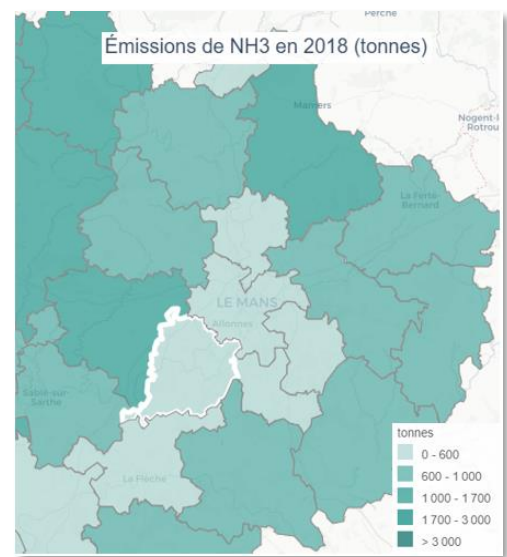 Perche
Émissions de NH3 en 2018 (tonnes)
Mamers
Nogent-l
Rotrou
La Ferté-
Bernard
LE MANS
Allonnes
Sablé-sur-
Sarthe
La Flèche
tonnes
0 - 600
600 - 1 000
1 000 - 1 700
1 700 - 3 000
> 3 000